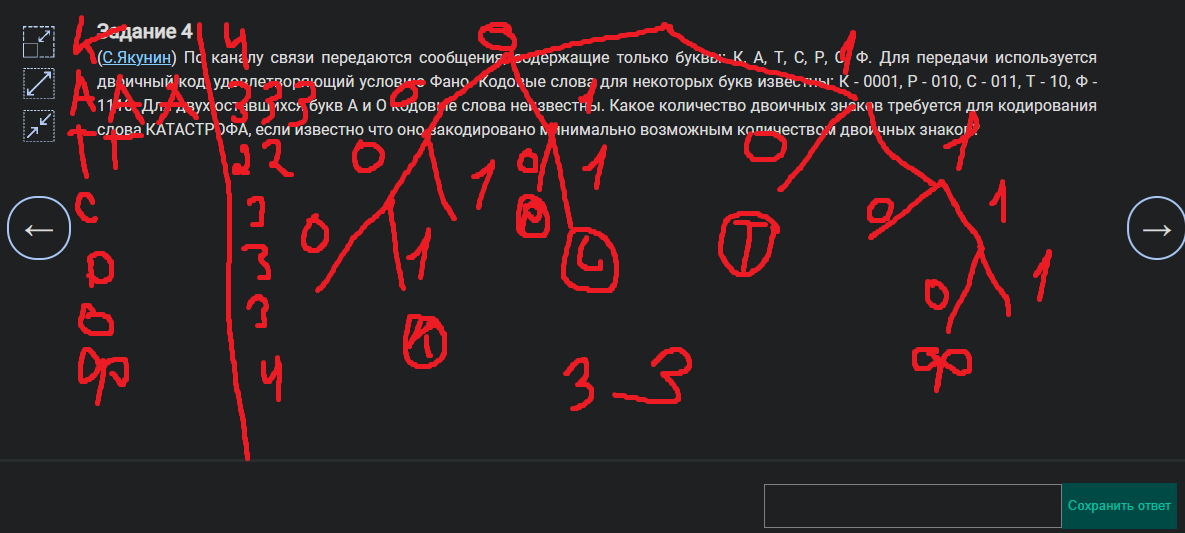 Задание 4
(С.Якунин) По каналу связи передаются сообщения, содержащие только буквы: К, А, Т, С, Р, О, Ф. Для передачи используется
двоичный код, удовлетворяющий условию Фано. Кодовые слова для некоторых букв известны: К - 0001, Р - 010, С - 011, Т - 10, Ф -
1110. Для двух оставшихся букв А и О кодовые слова неизвестны. Какое количество двоичных знаков требуется для кодирования
слова КАТАСТРОФА, если известно что оно закодировано минимально возможным количеством двоичных знаков?
К 4
А А А 3 3 3
Т Т 2 2
С 3
Р 3
О 3
Ф 4
0 1
0 1 0 1
0 1 0 1 0 1
0 1 0 1
Р С Т
К Ф
← →
Сохранить ответ